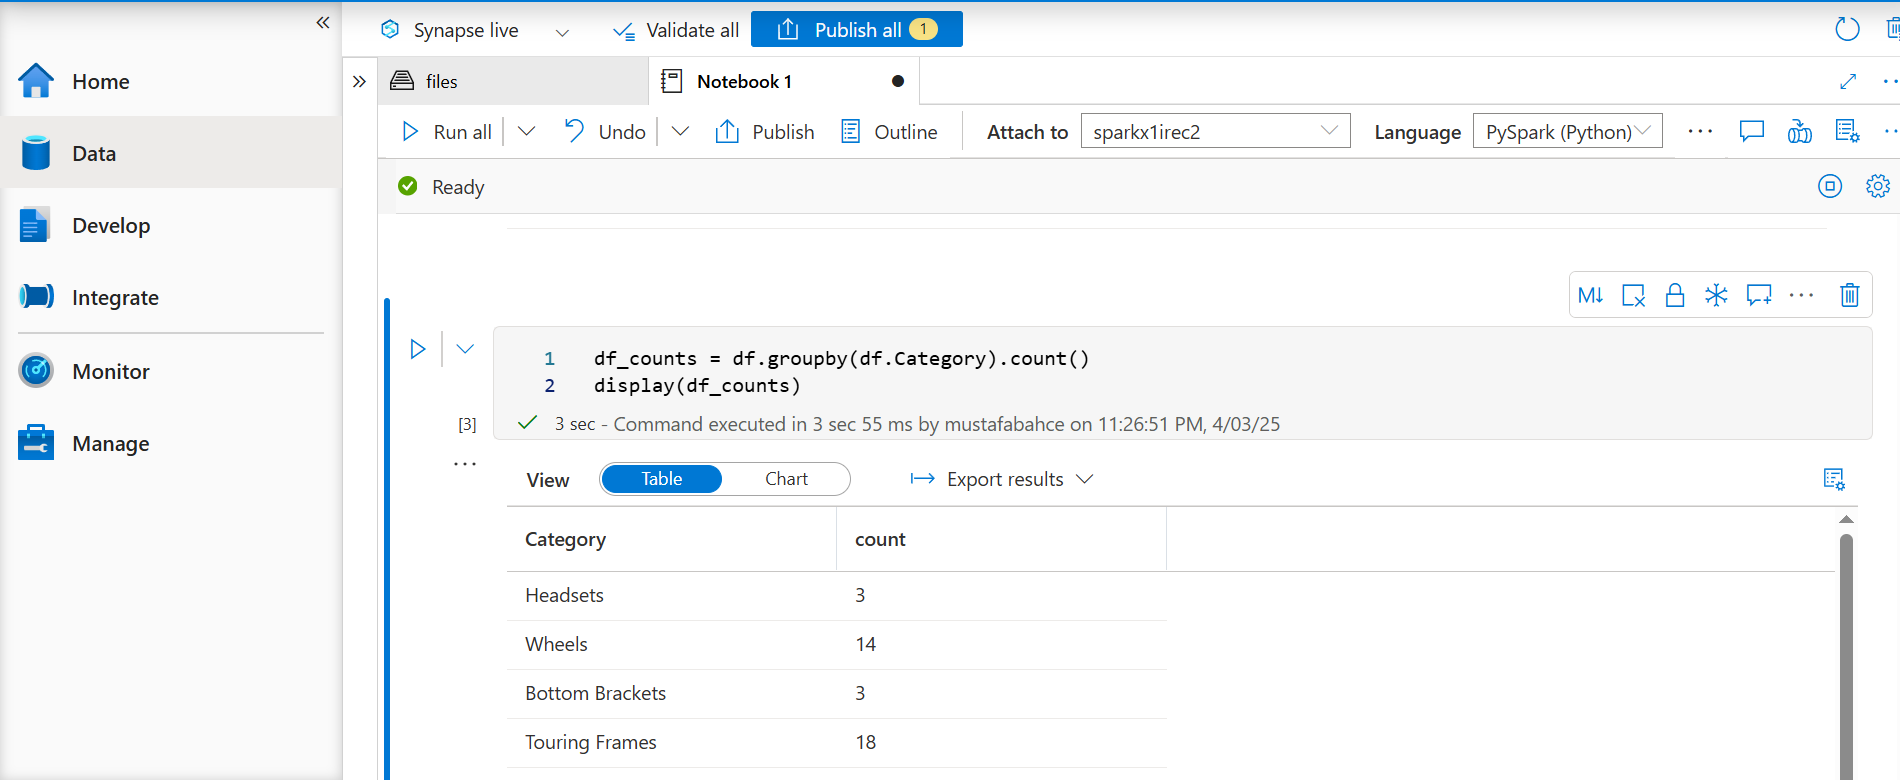 Synapse live
Validate all
Publish all 1
Home
Data
Develop
Integrate
Monitor
Manage
files
Notebook 1
Run all
Undo
Publish
Outline
Attach to sparkx1irec2
Language PySpark (Python)
Ready
M↓
1 df_counts = df.groupby(df.Category).count()
2 display(df_counts)
[3] 3 sec - Command executed in 3 sec 55 ms by mustafabahce on 11:26:51 PM, 4/03/25
View Table Chart Export results
Category count
Headsets 3
Wheels 14
Bottom Brackets 3
Touring Frames 18